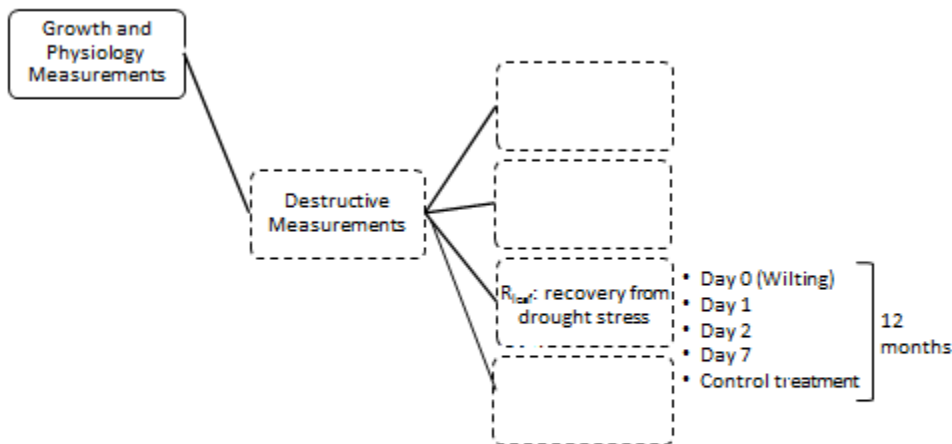 Growth and
Physiology
Measurements
Destructive
Measurements
R_leaf: recovery from
drought stress
• Day 0 (Wilting)
• Day 1
• Day 2
• Day 7
• Control treatment
12
months